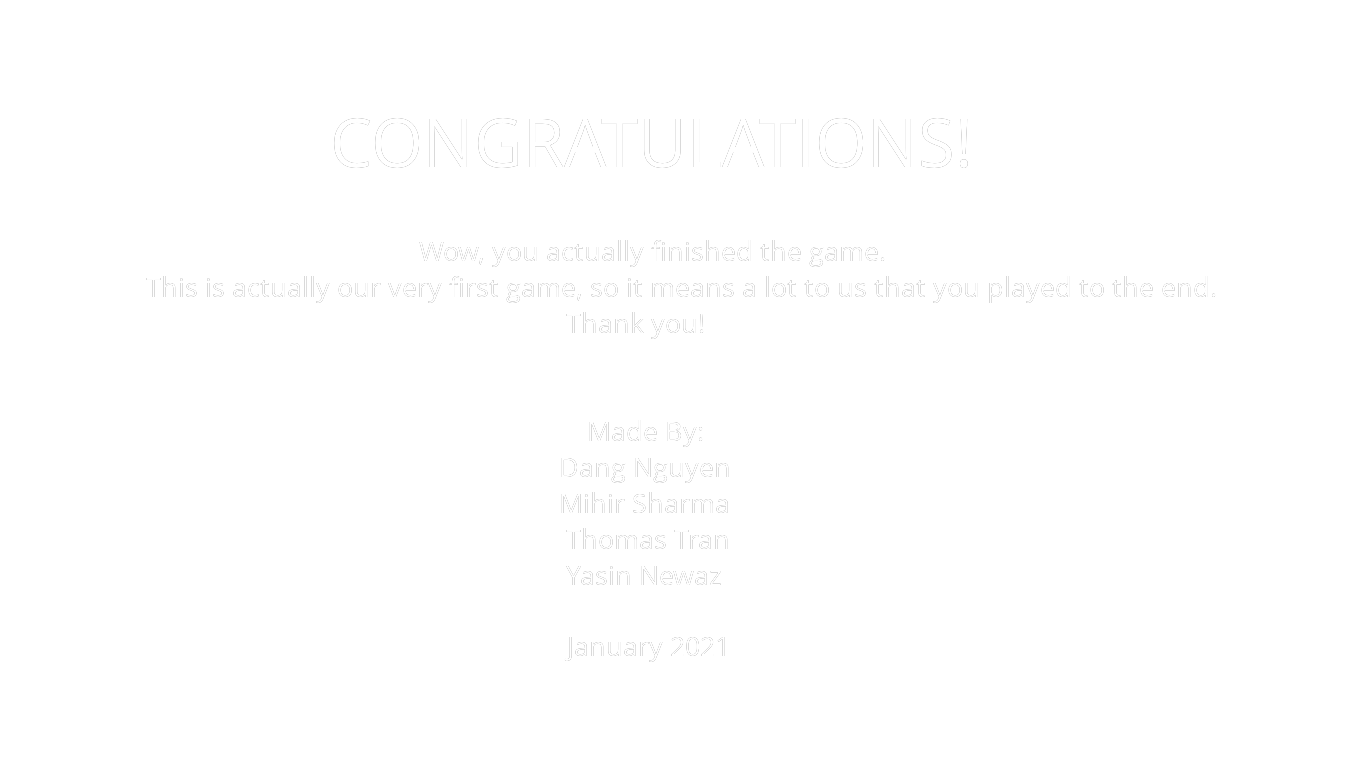 CONGRATULATIONS!
Wow, you actually finished the game.
This is actually our very first game, so it means a lot to us that you played to the end.
Thank you!
Made By:
Dang Nguyen
Mihir Sharma
Thomas Tran
Yasin Newaz
January 2021